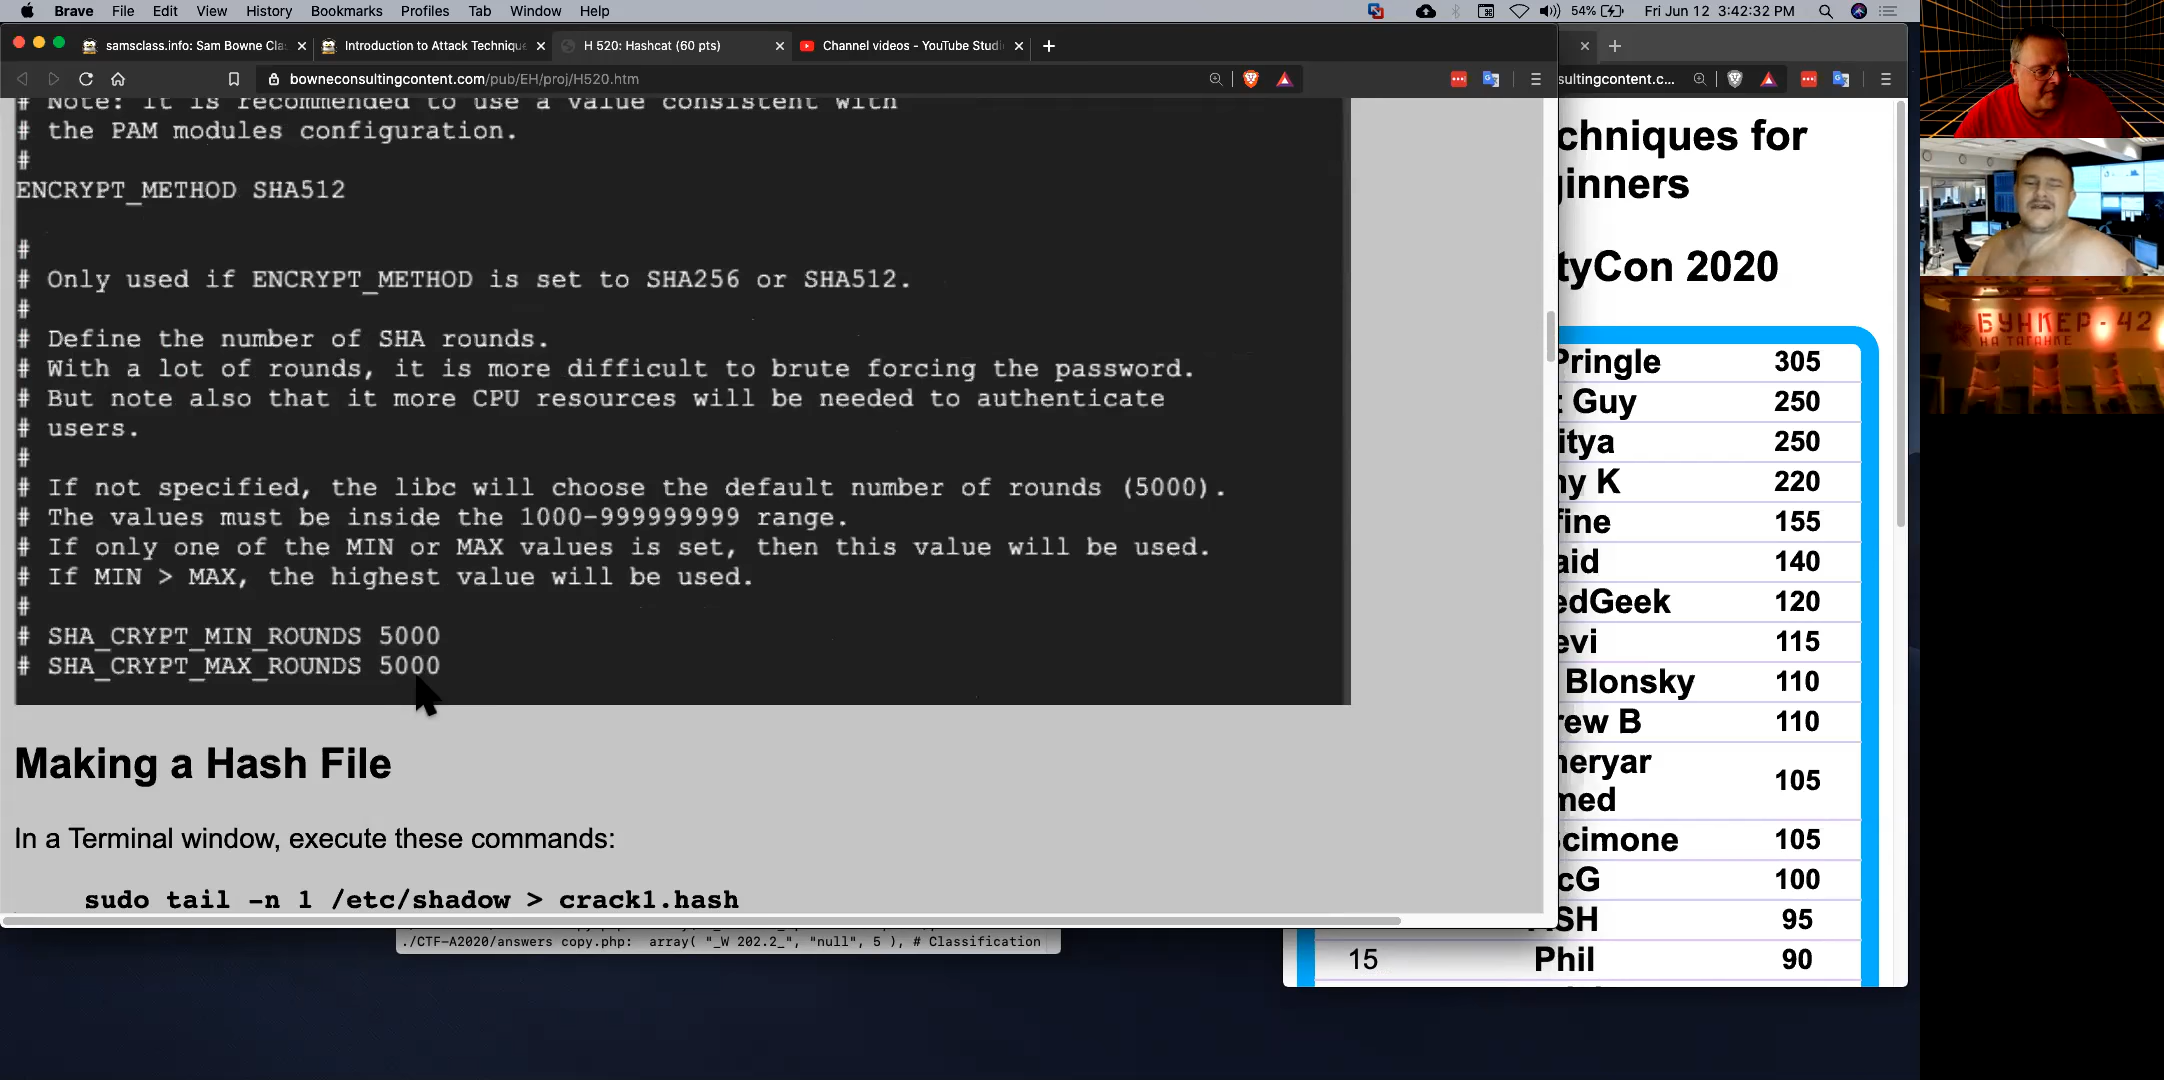 Brave File Edit View History Bookmarks Profiles Tab Window Help 54% Fri Jun 12 3:42:32 PM
samsclass.info: Sam Bowne Cla
Introduction to Attack Technique
H 520: Hashcat (60 pts)
Channel videos - YouTube Studi
bowneconsultingcontent.com/pub/EH/proj/H520.htm
# Note: It is recommended to use a value consistent with
# the PAM modules configuration.
#
ENCRYPT_METHOD SHA512
#
# Only used if ENCRYPT_METHOD is set to SHA256 or SHA512.
#
# Define the number of SHA rounds.
# With a lot of rounds, it is more difficult to brute forcing the password.
# But note also that it more CPU resources will be needed to authenticate
# users.
#
# If not specified, the libc will choose the default number of rounds (5000).
# The values must be inside the 1000-999999999 range.
# If only one of the MIN or MAX values is set, then this value will be used.
# If MIN > MAX, the highest value will be used.
#
# SHA_CRYPT_MIN_ROUNDS 5000
# SHA_CRYPT_MAX_ROUNDS 5000
Making a Hash File
In a Terminal window, execute these commands:
sudo tail -n 1 /etc/shadow > crack1.hash
./CTF-A2020/answers copy.php: array( "_W 202.2_", "null", 5 ), # Classification
sultingcontent.c...
chniques for
ginners
tyCon 2020
Pringle 305
t Guy 250
itya 250
ny K 220
fine 155
aid 140
edGeek 120
evi 115
Blonsky 110
rew B 110
heryar
med 105
Scimone 105
cG 100
SH 95
15 Phil 90
БУНКЕР-42
НА ТАГАНКЕ